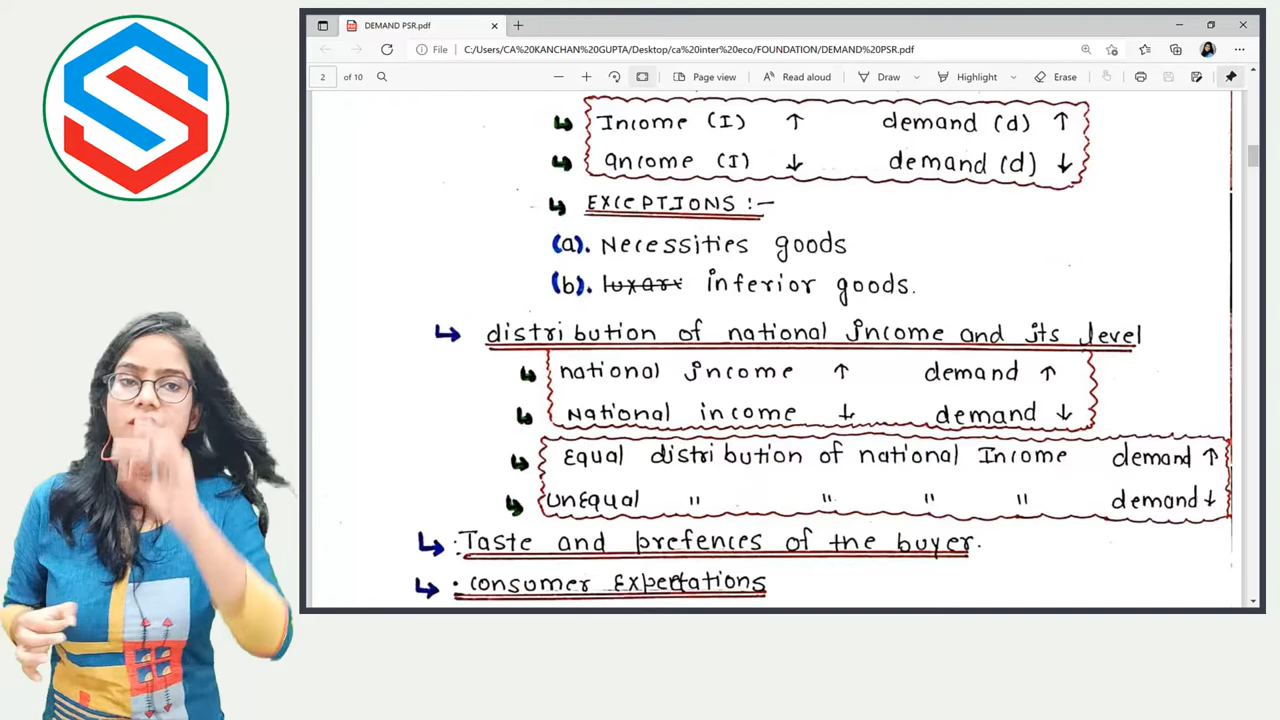 DEMAND PSR.pdf
File C:/Users/CA%20KANCHAN%20GUPTA/Desktop/ca%20inter%20eco/FOUNDATION/DEMAND%20PSR.pdf
2 of 10 Page view Read aloud Draw Highlight Erase
Income (I) ↑ demand (d) ↑
Income (I) ↓ demand (d) ↓
EXCEPTIONS :-
(a). Necessities goods
(b). luxary inferior goods.
distribution of national income and its level
national income ↑ demand ↑
National income ↓ demand ↓
Equal distribution of national Income demand ↑
UnEqual " " " " demand ↓
Taste and prefences of the buyer.
consumer Expectations